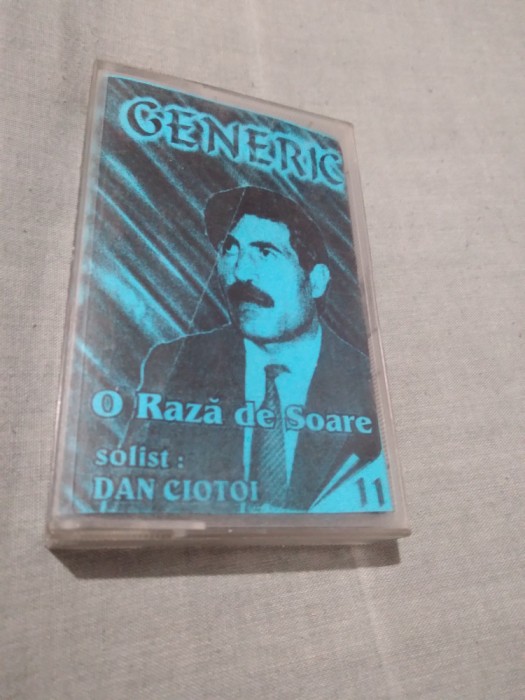 GENERIC
O Rază de Soare
solist :
DAN CIOTOI
11